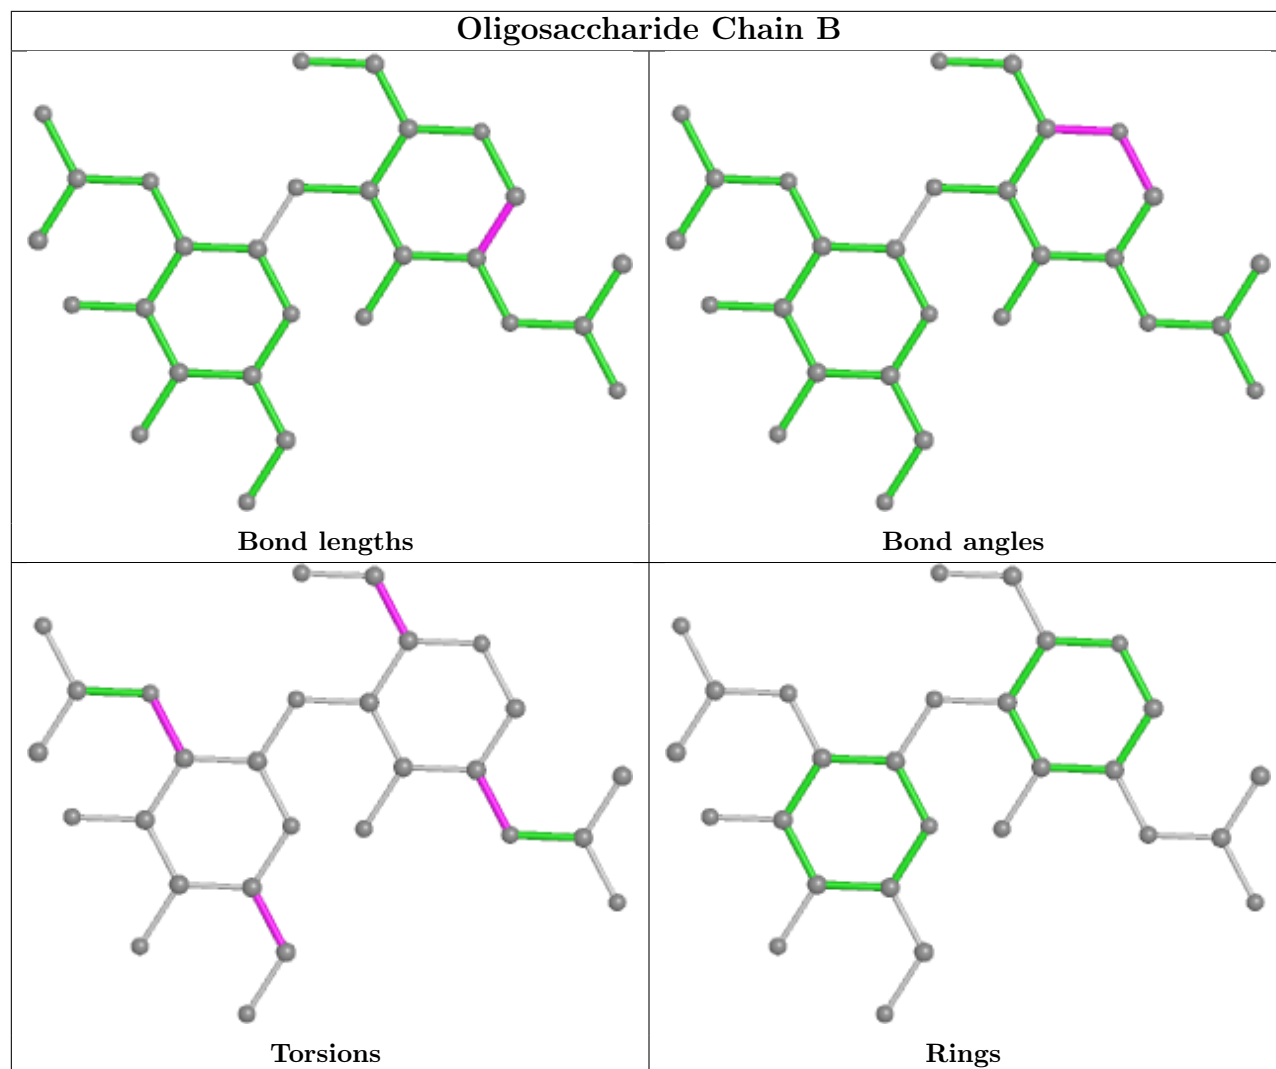 Oligosaccharide Chain B
Bond lengths
Bond angles
Torsions
Rings